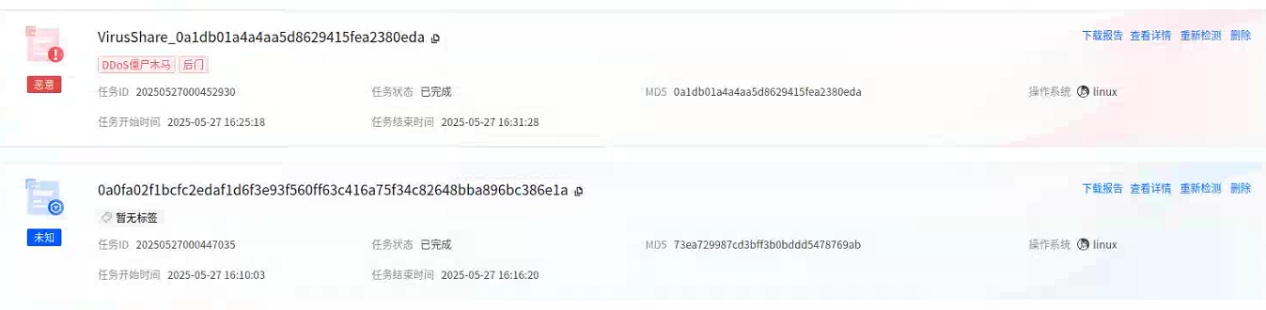 VirusShare_0a1db01a4a4aa5d8629415fea2380eda
下载报告 查看详情 重新检测 删除
DDoS僵尸木马 后门
恶意
任务ID 20250527000452930 任务状态 已完成 MD5 0a1db01a4a4aa5d8629415fea2380eda 操作系统 linux
任务开始时间 2025-05-27 16:25:18 任务结束时间 2025-05-27 16:31:28
0a0fa02f1bcfc2edaf1d6f3e93f560ff63c416a75f34c82648bba896bc386e1a
下载报告 查看详情 重新检测 删除
暂无标签
未知
任务ID 20250527000447035 任务状态 已完成 MD5 73ea729987cd3bff3b0bddd5478769ab 操作系统 linux
任务开始时间 2025-05-27 16:10:03 任务结束时间 2025-05-27 16:16:20